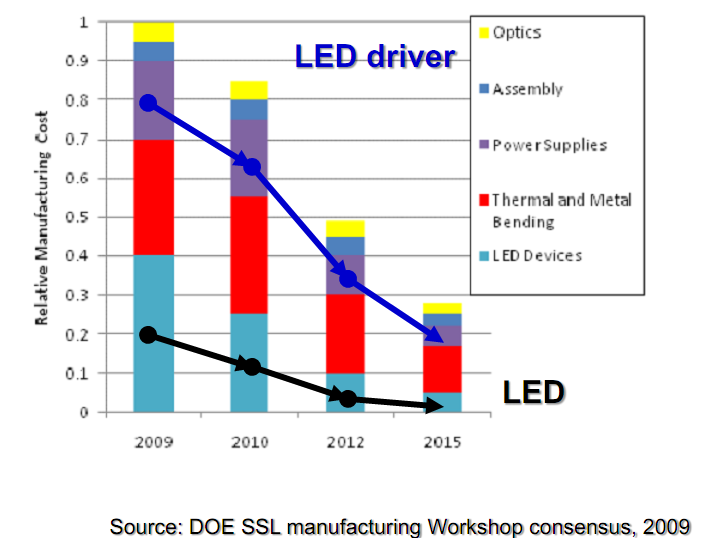 LED driver
Relative Manufacturing Cost
1
0.9
0.8
0.7
0.6
0.5
0.4
0.3
0.2
0.1
0
2009
2010
2012
2015
Optics
Assembly
Power Supplies
Thermal and Metal
Bending
LED Devices
LED
Source: DOE SSL manufacturing Workshop consensus, 2009